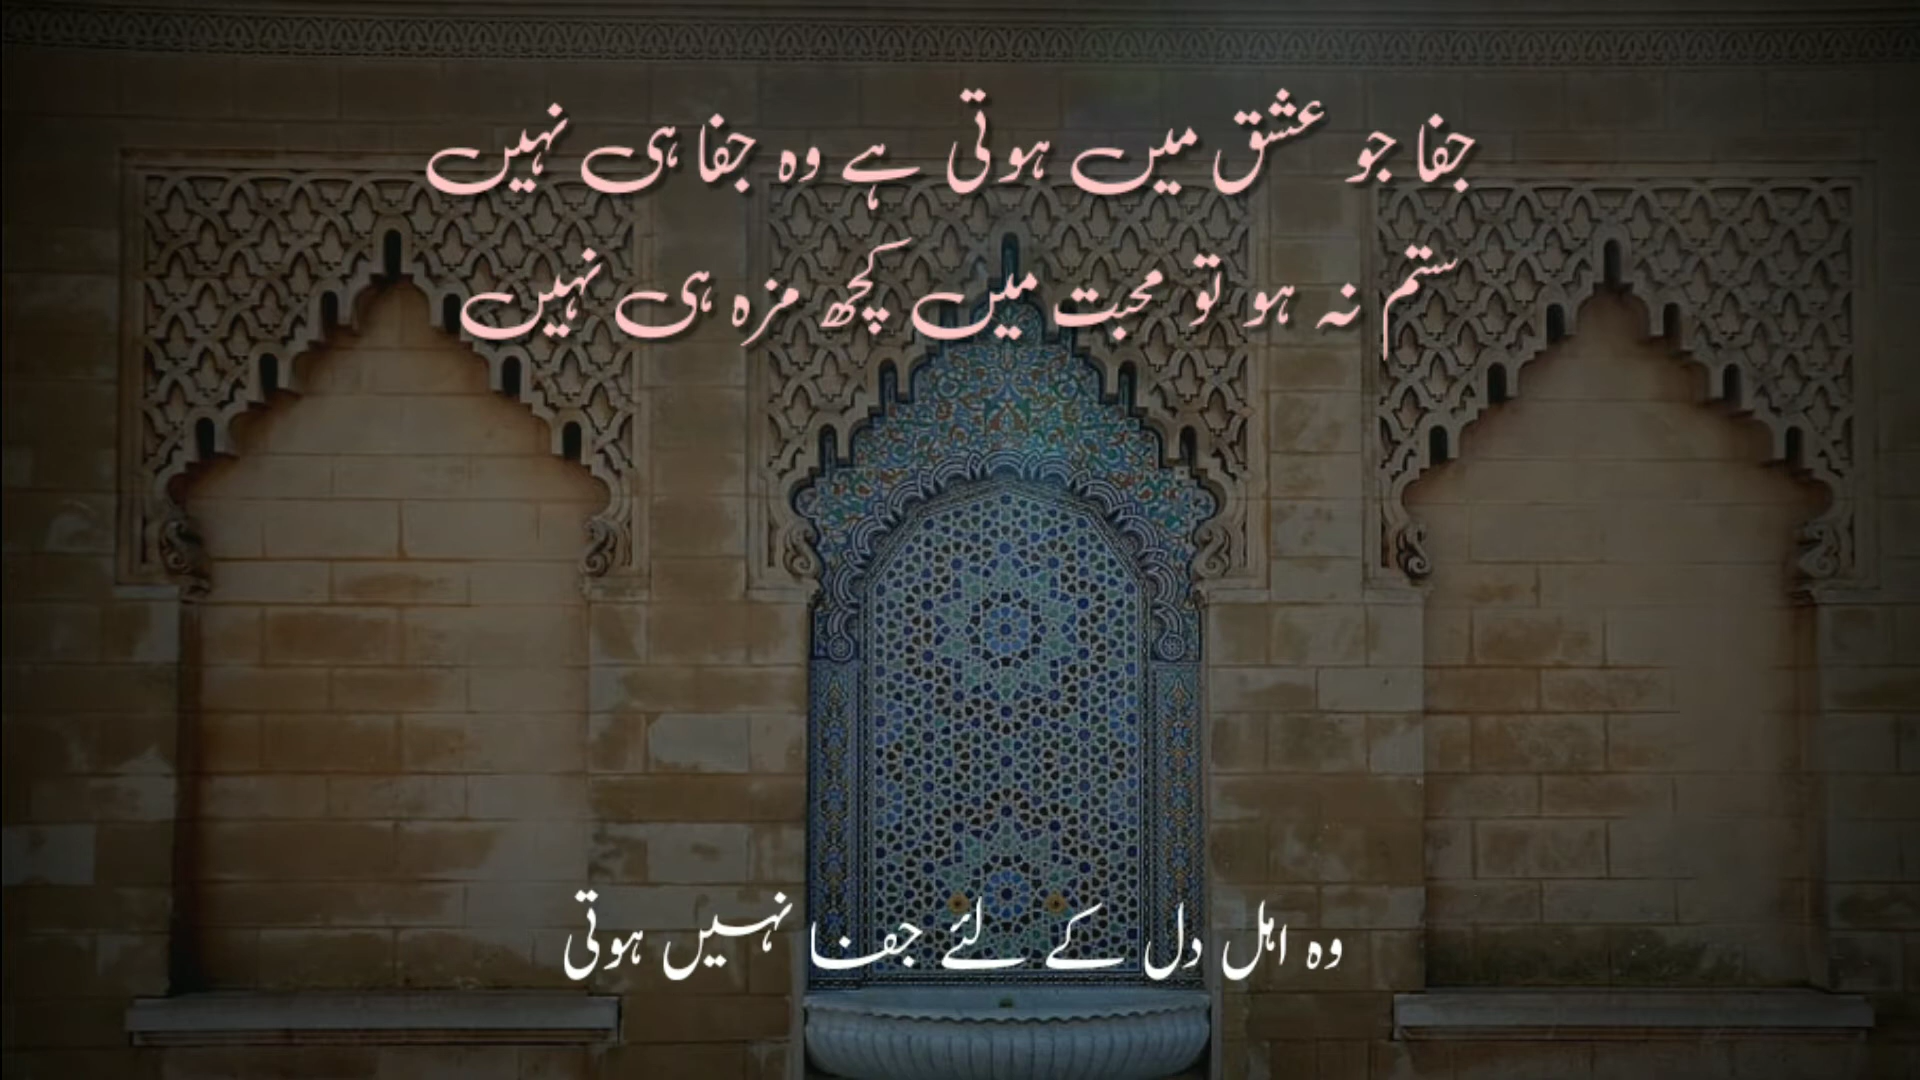 جفا جو عشق میں ہوتی ہے وہ جفا ہی نہیں
ستم نہ ہو تو محبت میں کچھ مزہ ہی نہیں
وہ اہل دل کے لئے جفا نہیں ہوتی